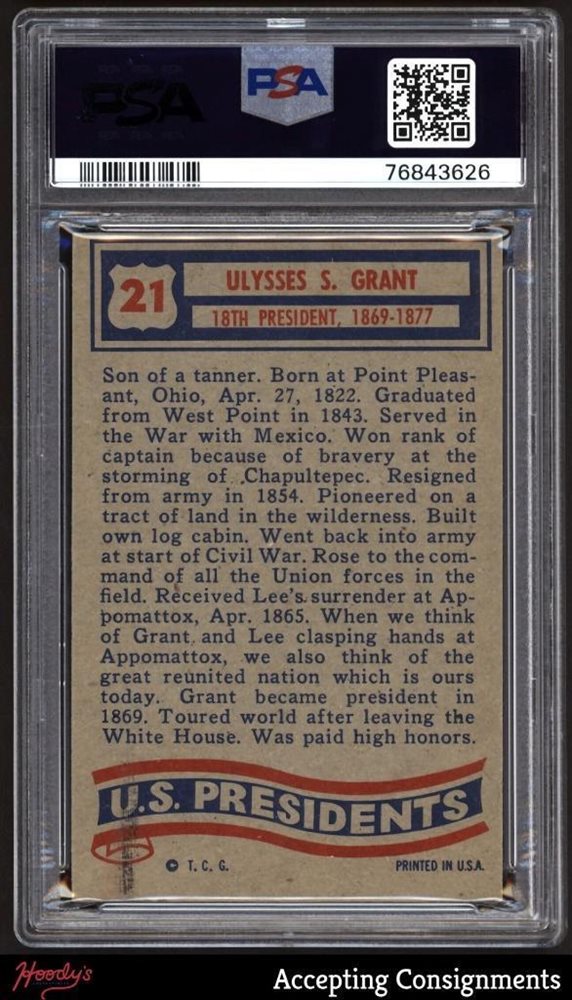 PSA
PSA
76843626
21
ULYSSES S. GRANT
18TH PRESIDENT, 1869-1877
Son of a tanner. Born at Point Pleas-
ant, Ohio, Apr. 27, 1822. Graduated
from West Point in 1843. Served in
the War with Mexico. Won rank of
captain because of bravery at the
storming of Chapultepec. Resigned
from army in 1854. Pioneered on a
tract of land in the wilderness. Built
own log cabin. Went back into army
at start of Civil War. Rose to the com-
mand of all the Union forces in the
field. Received Lee's surrender at Ap-
pomattox, Apr. 1865. When we think
of Grant and Lee clasping hands at
Appomattox, we also think of the
great reunited nation which is ours
today. Grant became president in
1869. Toured world after leaving the
White House. Was paid high honors.
U.S. PRESIDENTS
© T. C. G.
PRINTED IN U.S.A.
Hoody's
Accepting Consignments